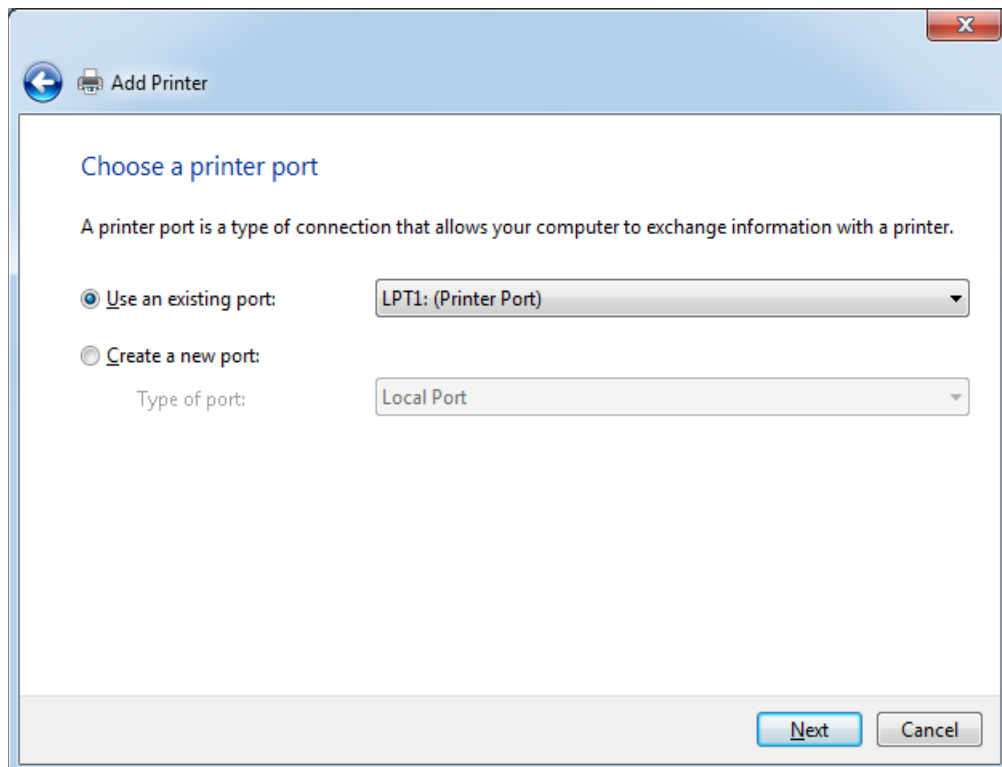 Add Printer
Choose a printer port
A printer port is a type of connection that allows your computer to exchange information with a printer.
Use an existing port: LPT1: (Printer Port)
Create a new port:
Type of port: Local Port
Next Cancel